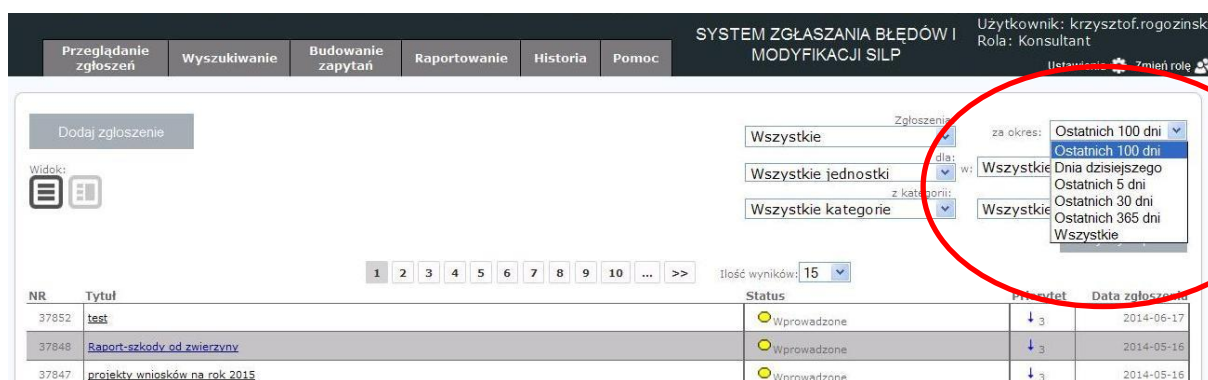 Użytkownik: krzysztof.rogozinsk
SYSTEM ZGŁASZANIA BŁĘDÓW I
MODYFIKACJI SILP
Rola: Konsultant
Przeglądanie zgłoszeń
Wyszukiwanie
Budowanie zapytań
Raportowanie
Historia
Pomoc
Ustawienia
Zmień rolę
Dodaj zgłoszenie
Zgłoszenia:
Wszystkie
za okres: Ostatnich 100 dni
Ostatnich 100 dni
Dnia dzisiejszego
Ostatnich 5 dni
Ostatnich 30 dni
Ostatnich 365 dni
Wszystkie
Widok:
dla:
Wszystkie jednostki
w: Wszystkie
z kategorii:
Wszystkie kategorie
Wszystkie
1 2 3 4 5 6 7 8 9 10 ... >>
Ilość wyników: 15
NR Tytuł Status Priorytet Data zgłoszenia
37852 test Wprowadzone 3 2014-06-17
37848 Raport-szkody od zwierzyny Wprowadzone 3 2014-05-16
37847 projekty wniosków na rok 2015 Wprowadzone 3 2014-05-16